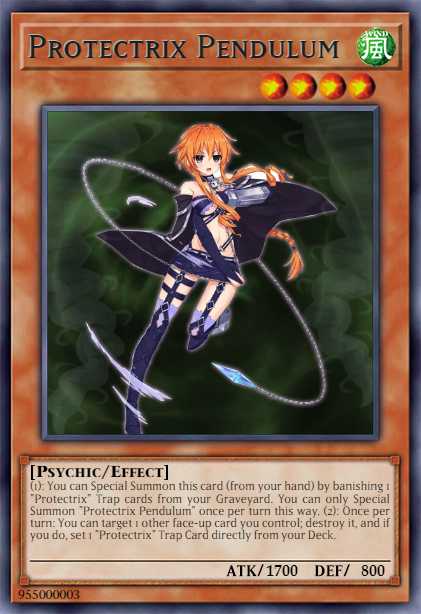 Protectrix Pendulum
WIND
風
[Psychic/Effect]
(1): You can Special Summon this card (from your hand) by banishing 1
"Protectrix" Trap cards from your Graveyard. You can only Special
Summon "Protectrix Pendulum" once per turn this way. (2): Once per
turn: You can target 1 other face-up card you control; destroy it, and if
you do, set 1 "Protectrix" Trap Card directly from your Deck.
ATK/1700 DEF/ 800
955000003